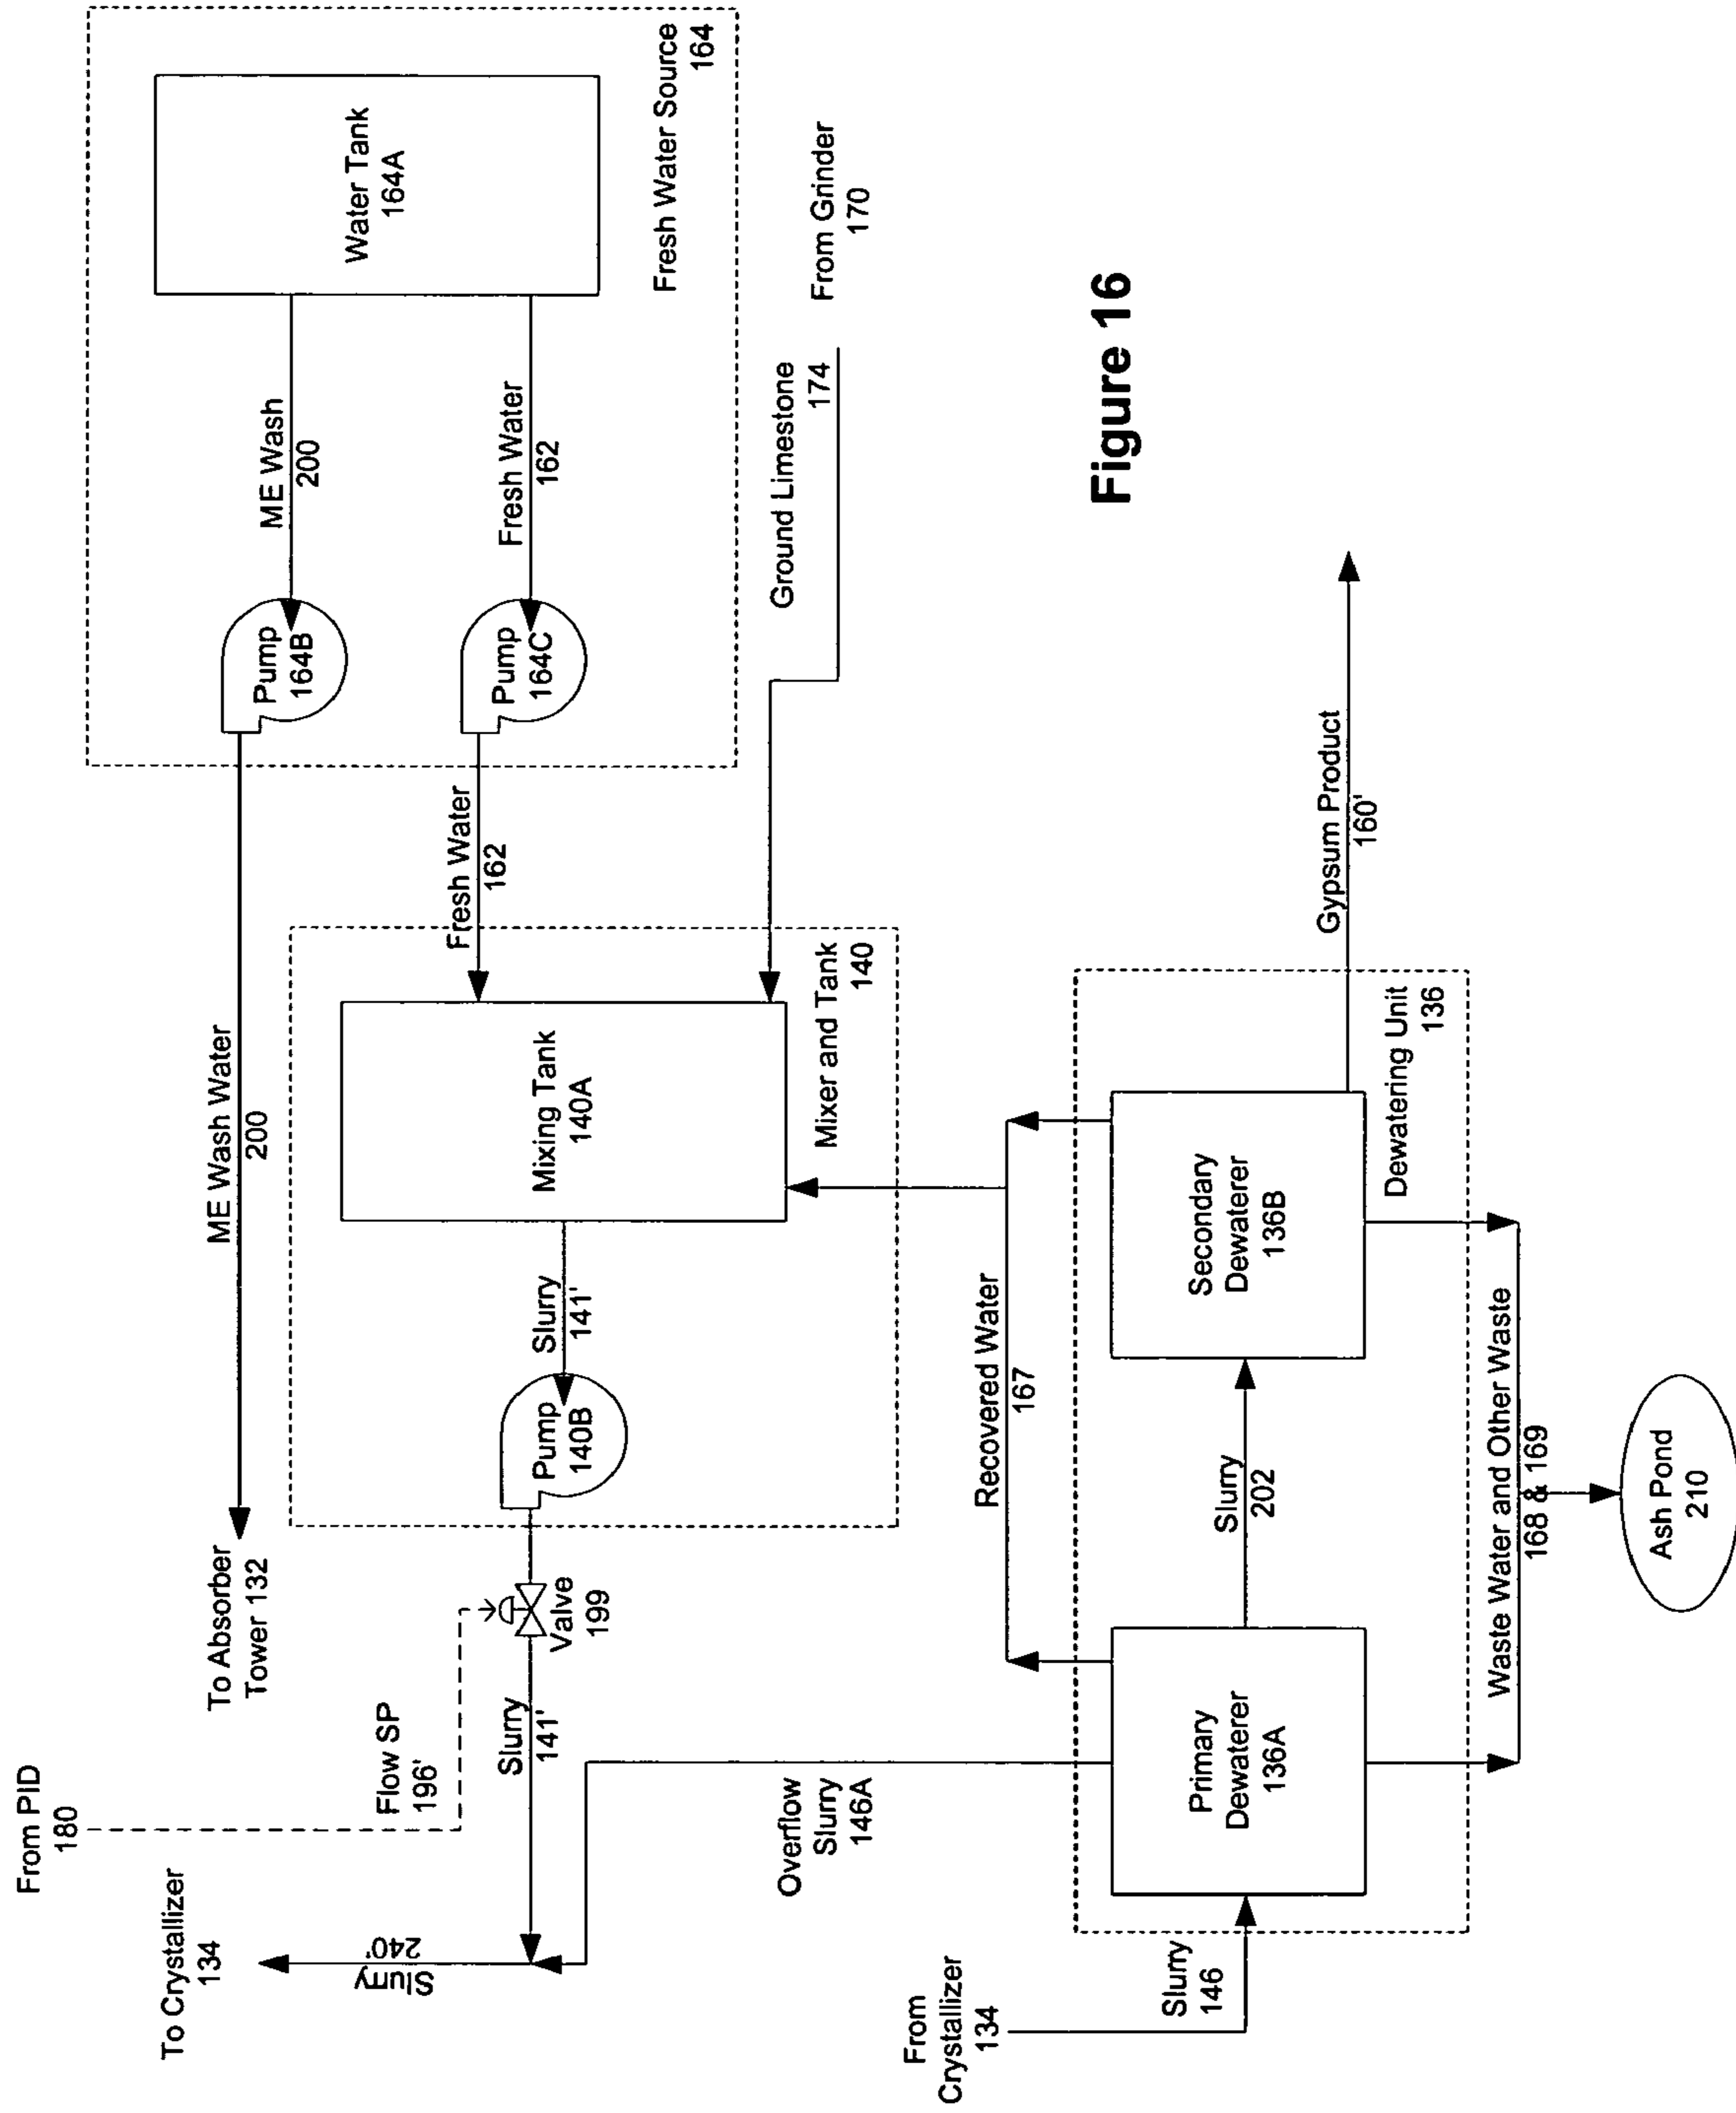 From PID
180
To Crystallizer
134
Slurry
240'
Flow SP
196'
To Absorber
Tower 132
ME Wash Water
200
Slurry
141'
Valve
199
Pump
140B
Slurry
141'
Mixing Tank
140A
Mixer and Tank
140
Fresh Water
162
Pump
164B
Pump
164C
ME Wash
200
Fresh Water
162
Water Tank
164A
Fresh Water Source
164
Ground Limestone
174
From Grinder
170
Overflow
Slurry
146A
Recovered Water
167
From
Crystallizer
134
Slurry
146
Primary
Dewaterer
136A
Slurry
202
Secondary
Dewaterer
136B
Dewatering Unit
136
Gypsum Product
160'
Waste Water and Other Waste
168 & 169
Ash Pond
210
Figure 16